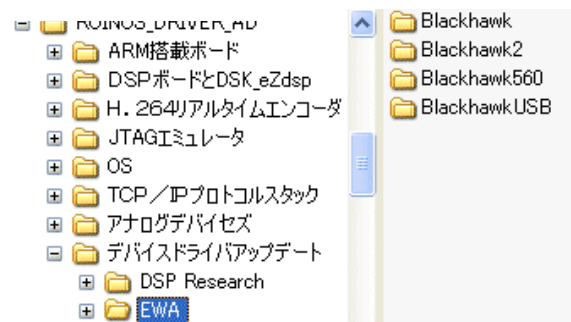 ROINOS_DRIVER_AD
ARM搭載ボード
DSPボードとDSK_eZdsp
H．264リアルタイムエンコーダ
JTAGエミュレータ
OS
TCP／IPプロトコルスタック
アナログデバイセズ
デバイスドライバアップデート
DSP Research
EWA
Blackhawk
Blackhawk2
Blackhawk560
BlackhawkUSB